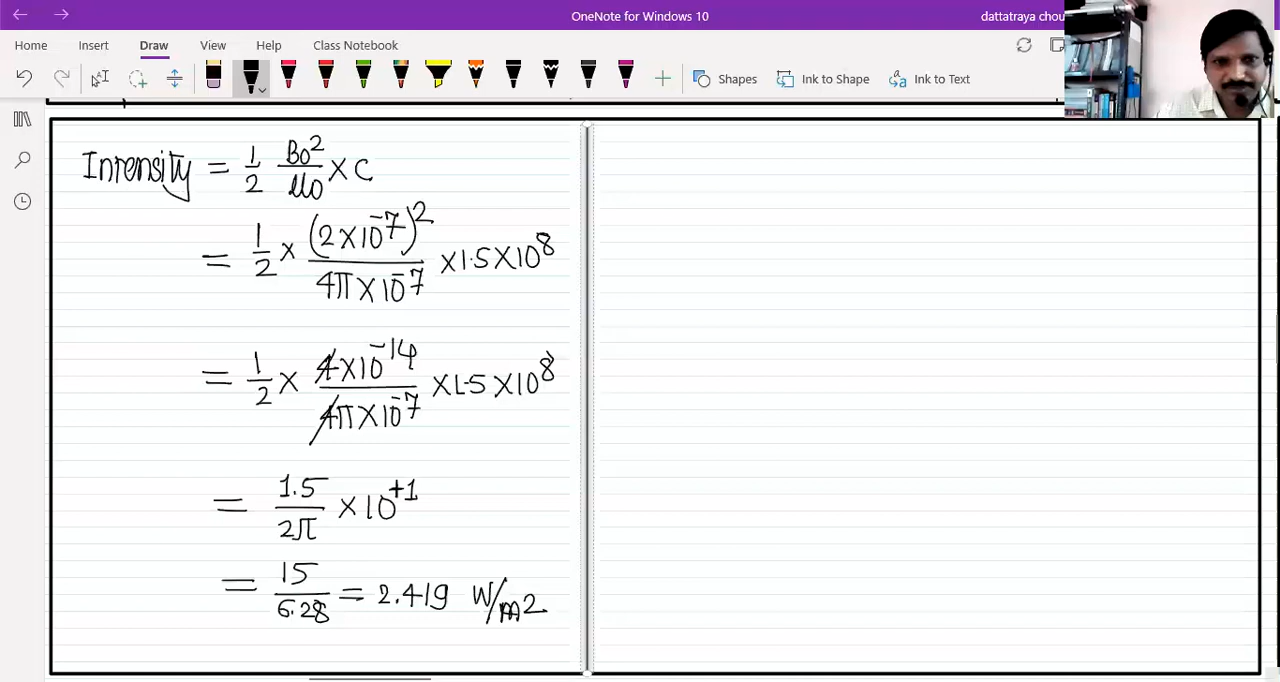 OneNote for Windows 10
dattatraya chou
Home Insert Draw View Help Class Notebook
Shapes Ink to Shape Ink to Text
Intensity = 1/2 B0²/μ0 × C
= 1/2 × (2×10⁻⁷)²/4π×10⁻⁷ ×1.5×10⁸
= 1/2 × 4×10⁻¹⁴/4π×10⁻⁷ ×1.5×10⁸
= 1.5/2π ×10⁺¹
= 15/6.28 = 2.419 W/m2